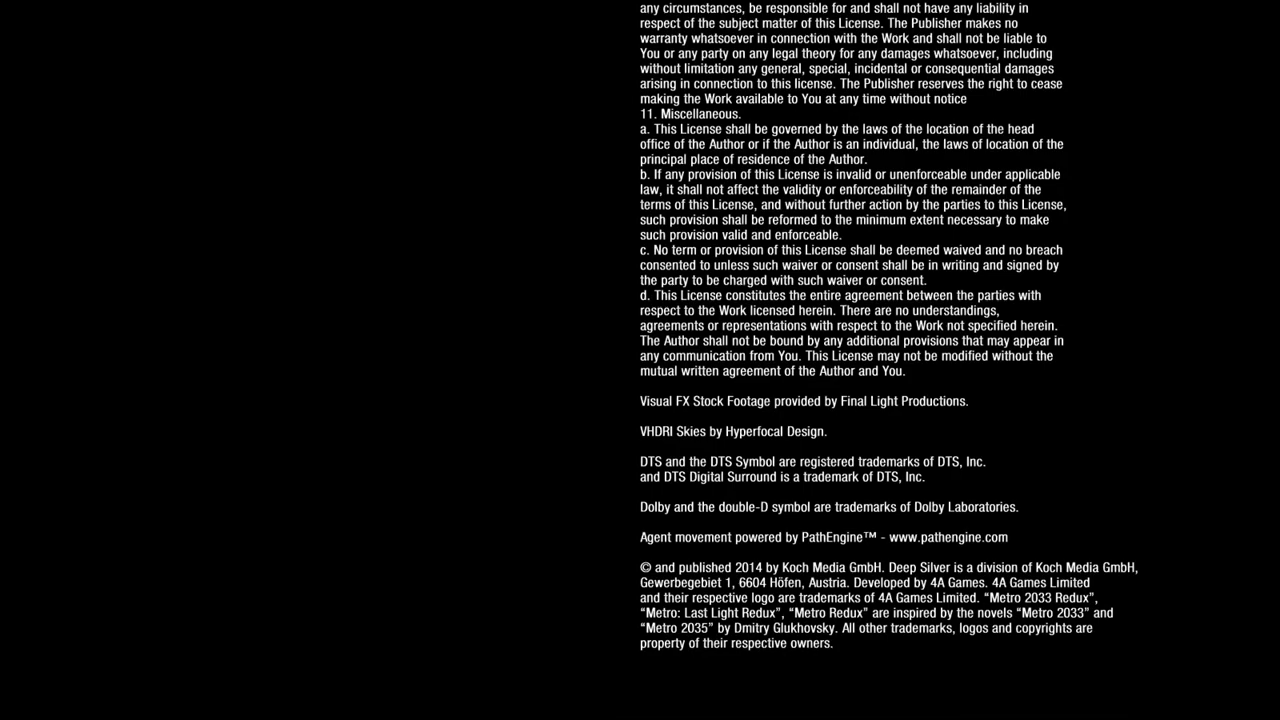 any circumstances, be responsible for and shall not have any liability in
respect of the subject matter of this License. The Publisher makes no
warranty whatsoever in connection with the Work and shall not be liable to
You or any party on any legal theory for any damages whatsoever, including
without limitation any general, special, incidental or consequential damages
arising in connection to this license. The Publisher reserves the right to cease
making the Work available to You at any time without notice
11. Miscellaneous.
a. This License shall be governed by the laws of the location of the head
office of the Author or if the Author is an individual, the laws of location of the
principal place of residence of the Author.
b. If any provision of this License is invalid or unenforceable under applicable
law, it shall not affect the validity or enforceability of the remainder of the
terms of this License, and without further action by the parties to this License,
such provision shall be reformed to the minimum extent necessary to make
such provision valid and enforceable.
c. No term or provision of this License shall be deemed waived and no breach
consented to unless such waiver or consent shall be in writing and signed by
the party to be charged with such waiver or consent.
d. This License constitutes the entire agreement between the parties with
respect to the Work licensed herein. There are no understandings,
agreements or representations with respect to the Work not specified herein.
The Author shall not be bound by any additional provisions that may appear in
any communication from You. This License may not be modified without the
mutual written agreement of the Author and You.
Visual FX Stock Footage provided by Final Light Productions.
VHDRI Skies by Hyperfocal Design.
DTS and the DTS Symbol are registered trademarks of DTS, Inc.
and DTS Digital Surround is a trademark of DTS, Inc.
Dolby and the double-D symbol are trademarks of Dolby Laboratories.
Agent movement powered by PathEngine™ - www.pathengine.com
© and published 2014 by Koch Media GmbH. Deep Silver is a division of Koch Media GmbH,
Gewerbegebiet 1, 6604 Höfen, Austria. Developed by 4A Games. 4A Games Limited
and their respective logo are trademarks of 4A Games Limited. “Metro 2033 Redux”,
“Metro: Last Light Redux”, “Metro Redux” are inspired by the novels “Metro 2033” and
“Metro 2035” by Dmitry Glukhovsky. All other trademarks, logos and copyrights are
property of their respective owners.